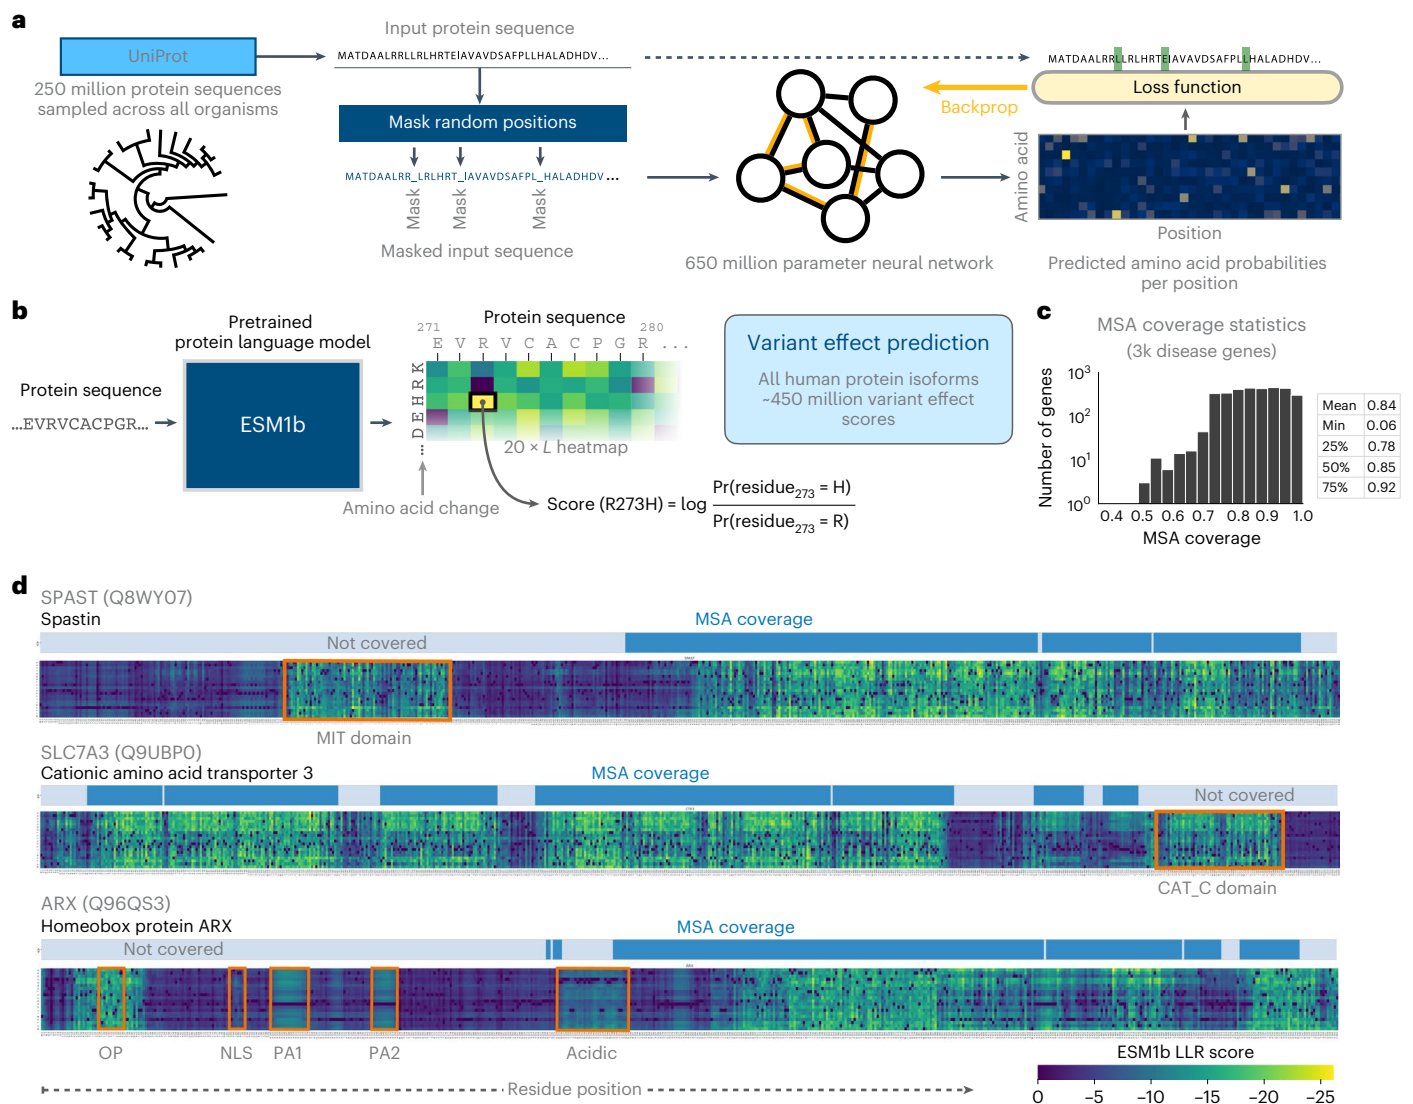 a
UniProt
250 million protein sequences
sampled across all organisms
Input protein sequence
MATDAALRRLLRLHRTEIAVAVDSAFPLLHALADHDV...
Mask random positions
MATDAALRR_LRLHRT_IAVAVDSAFPL_HALADHDV...
Mask
Mask
Mask
Masked input sequence
650 million parameter neural network
MATDAALRRLLRLHRTEIAVAVDSAFPLLHALADHDV...
Loss function
Backprop
Amino acid
Position
Predicted amino acid probabilities
per position
b
Protein sequence
...EVRVCACPGR...
Pretrained
protein language model
ESM1b
Protein sequence
271
280
E V R V C A C P G R ...
K
R
H
E
D
...
20 × L heatmap
Amino acid change
Score (R273H) = log
Pr(residue273 = H)
Pr(residue273 = R)
Variant effect prediction
All human protein isoforms
~450 million variant effect
scores
c
MSA coverage statistics
(3k disease genes)
Number of genes
10³
10²
10¹
10⁰
0.4 0.5 0.6 0.7 0.8 0.9 1.0
MSA coverage
Mean 0.84
Min 0.06
25% 0.78
50% 0.85
75% 0.92
d
SPAST (Q8WY07)
Spastin
MSA coverage
Not covered
MIT domain
SLC7A3 (Q9UBP0)
Cationic amino acid transporter 3
MSA coverage
Not covered
CAT_C domain
ARX (Q96QS3)
Homeobox protein ARX
MSA coverage
Not covered
OP
NLS
PA1
PA2
Acidic
Residue position
ESM1b LLR score
0 −5 −10 −15 −20 −25